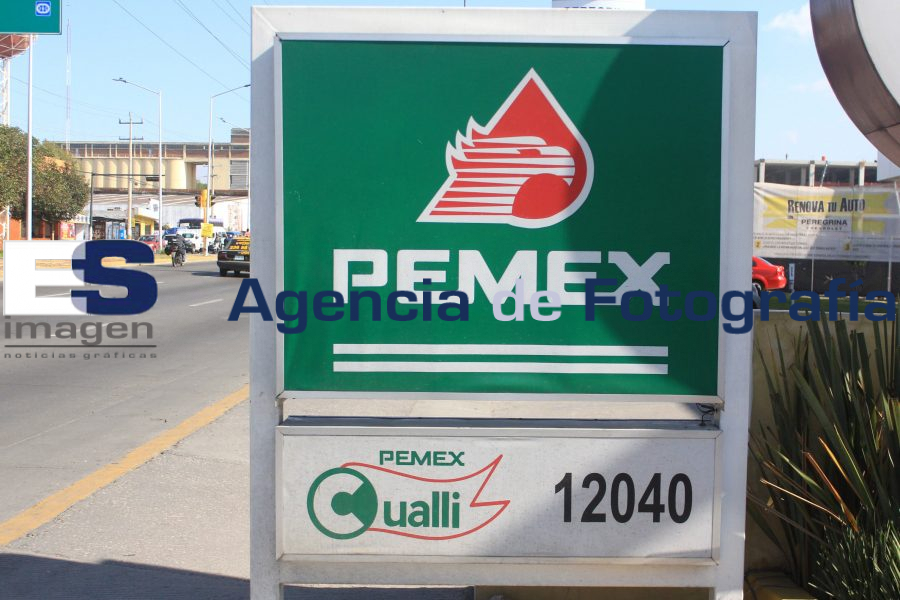 PEMEX
ES
imagen
noticias gráficas
Agencia de Fotografía
PEMEX
Cualli
12040
RENOVA TU AUTO
PEREGRINA